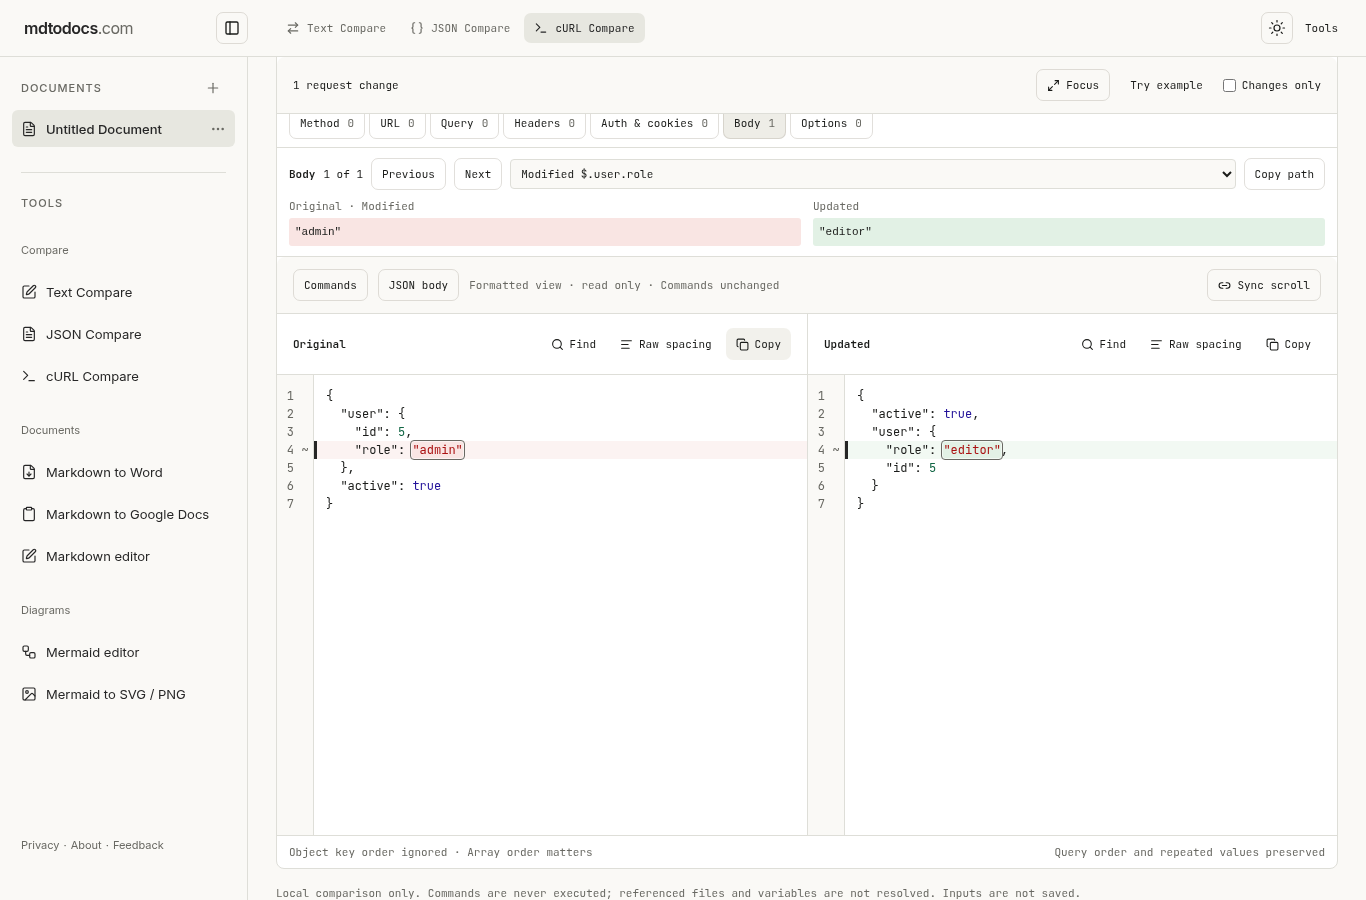 mdtodocs.com
Text Compare
JSON Compare
cURL Compare
Tools
DOCUMENTS
Untitled Document
TOOLS
Compare
Text Compare
JSON Compare
cURL Compare
Documents
Markdown to Word
Markdown to Google Docs
Markdown editor
Diagrams
Mermaid editor
Mermaid to SVG / PNG
Privacy · About · Feedback
1 request change
Focus
Try example
Changes only
Method 0
URL 0
Query 0
Headers 0
Auth & cookies 0
Body 1
Options 0
Body 1 of 1
Previous
Next
Modified $.user.role
Copy path
Original · Modified
"admin"
Updated
"editor"
Commands
JSON body
Formatted view · read only · Commands unchanged
Sync scroll
Original
Find
Raw spacing
Copy
1 {
2 "user": {
3 "id": 5,
4 ~ "role": "admin"
5 },
6 "active": true
7 }
Updated
Find
Raw spacing
Copy
1 {
2 "active": true,
3 "user": {
4 ~ "role": "editor",
5 "id": 5
6 }
7 }
Object key order ignored · Array order matters
Query order and repeated values preserved
Local comparison only. Commands are never executed; referenced files and variables are not resolved. Inputs are not saved.